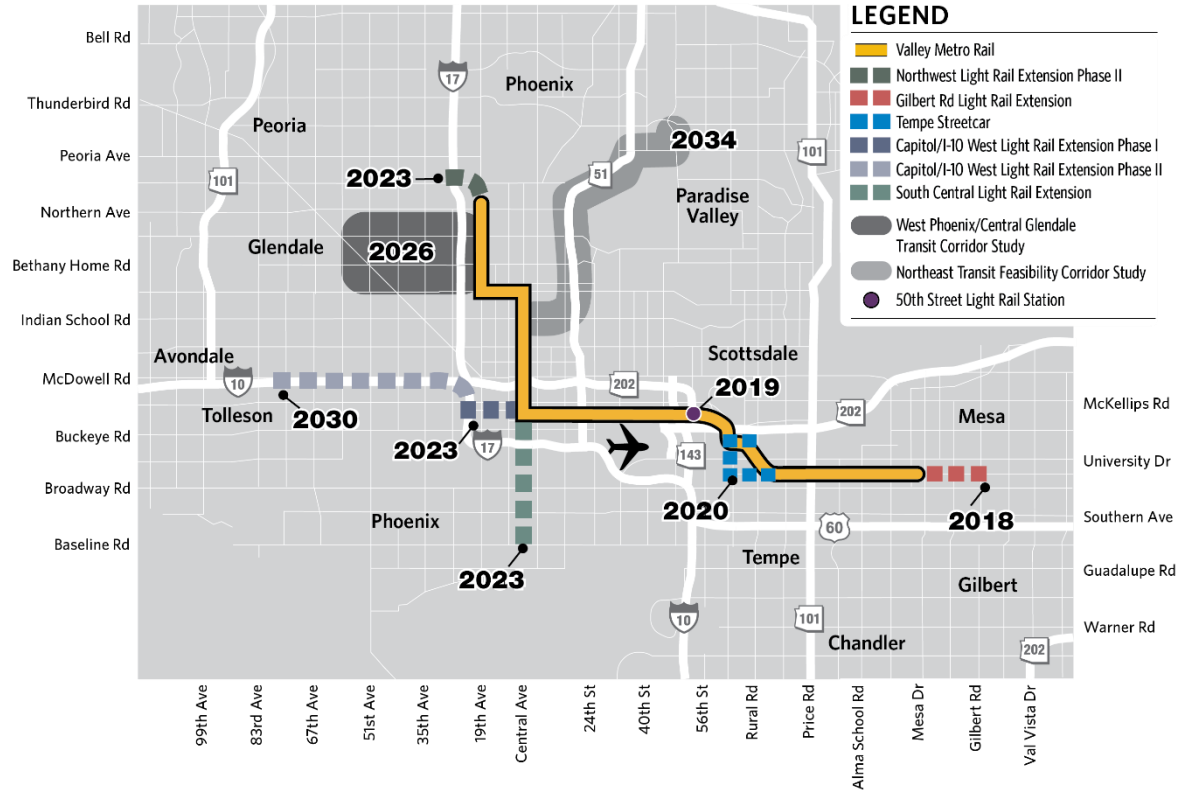 LEGEND
Valley Metro Rail
Northwest Light Rail Extension Phase II
Gilbert Rd Light Rail Extension
Tempe Streetcar
Capitol/I-10 West Light Rail Extension Phase I
Capitol/I-10 West Light Rail Extension Phase II
South Central Light Rail Extension
West Phoenix/Central Glendale
Transit Corridor Study
Northeast Transit Feasibility Corridor Study
50th Street Light Rail Station
Bell Rd
Thunderbird Rd
Peoria Ave
Northern Ave
Bethany Home Rd
Indian School Rd
McDowell Rd
Buckeye Rd
Broadway Rd
Baseline Rd
17
Phoenix
Peoria
2034
101
51
101
2023
Paradise
Valley
Glendale
2026
Avondale
Scottsdale
10
202
2019
Tolleson
2030
202
Mesa
2023
17
143
2020
2018
Phoenix
60
2023
Tempe
Gilbert
10
101
Chandler
202
McKellips Rd
University Dr
Southern Ave
Guadalupe Rd
Warner Rd
99th Ave
83rd Ave
67th Ave
51st Ave
35th Ave
19th Ave
Central Ave
24th St
40th St
56th St
Rural Rd
Price Rd
Alma School Rd
Mesa Dr
Gilbert Rd
Val Vista Dr